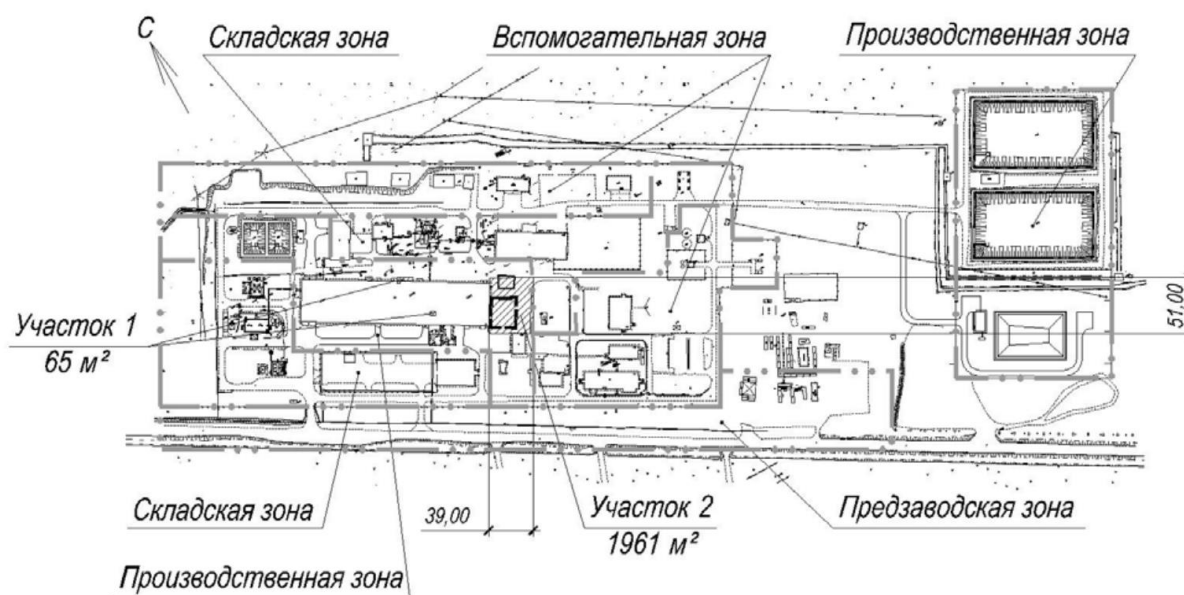 С
Складская зона
Вспомогательная зона
Производственная зона
Участок 1
65 м²
51,00
Складская зона
39,00
Участок 2
1961 м²
Предзаводская зона
Производственная зона